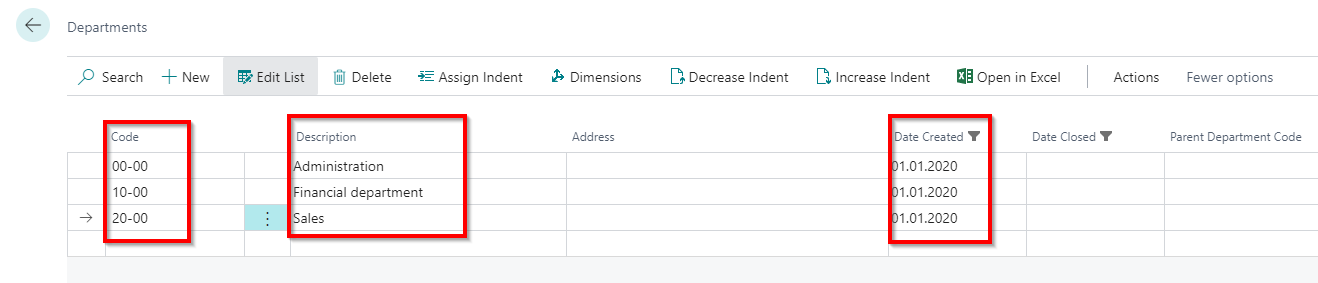 Departments
Search New Edit List Delete Assign Indent Dimensions Decrease Indent Increase Indent Open in Excel Actions Fewer options
Code Description Address Date Created Date Closed Parent Department Code
00-00 Administration 01.01.2020
10-00 Financial department 01.01.2020
20-00 Sales 01.01.2020